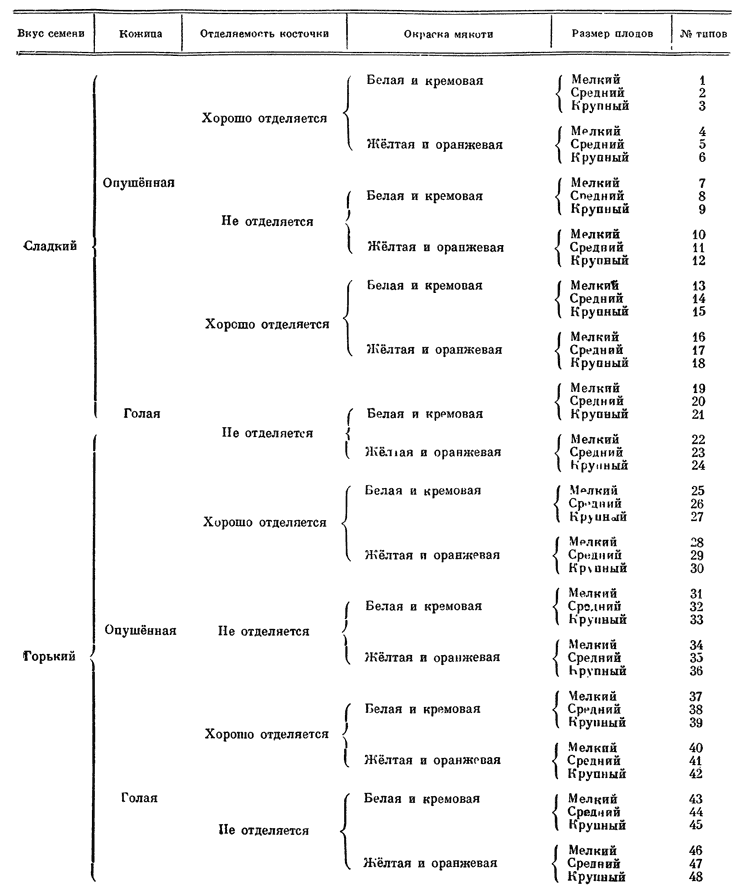 Вкус семени Кожица Отделяемость косточки Окраска мякоти Размер плодов № типов
Белая и кремовая Мелкий 1
Средний 2
Крупный 3
Хорошо отделяется
Мелкий 4
Жёлтая и оранжевая Средний 5
Крупный 6
Опушённая Мелкий 7
Белая и кремовая Средний 8
Крупный 9
Не отделяется
Мелкий 10
Сладкий Жёлтая и оранжевая Средний 11
Крупный 12
Белая и кремовая Мелкий 13
Средний 14
Крупный 15
Хорошо отделяется
Мелкий 16
Жёлтая и оранжевая Средний 17
Крупный 18
Мелкий 19
Средний 20
Голая Белая и кремовая Крупный 21
Не отделяется
Мелкий 22
Жёлтая и оранжевая Средний 23
Крупный 24
Белая и кремовая Мелкий 25
Средний 26
Крупный 27
Хорошо отделяется
Мелкий 28
Жёлтая и оранжевая Средний 29
Крупный 30
Мелкий 31
Белая и кремовая Средний 32
Крупный 33
Опушённая Не отделяется
Мелкий 34
Горький Жёлтая и оранжевая Средний 35
Крупный 36
Мелкий 37
Белая и кремовая Средний 38
Крупный 39
Хорошо отделяется
Мелкий 40
Жёлтая и оранжевая Средний 41
Крупный 42
Голая Белая и кремовая Мелкий 43
Средний 44
Крупный 45
Не отделяется
Мелкий 46
Жёлтая и оранжевая Средний 47
Крупный 48